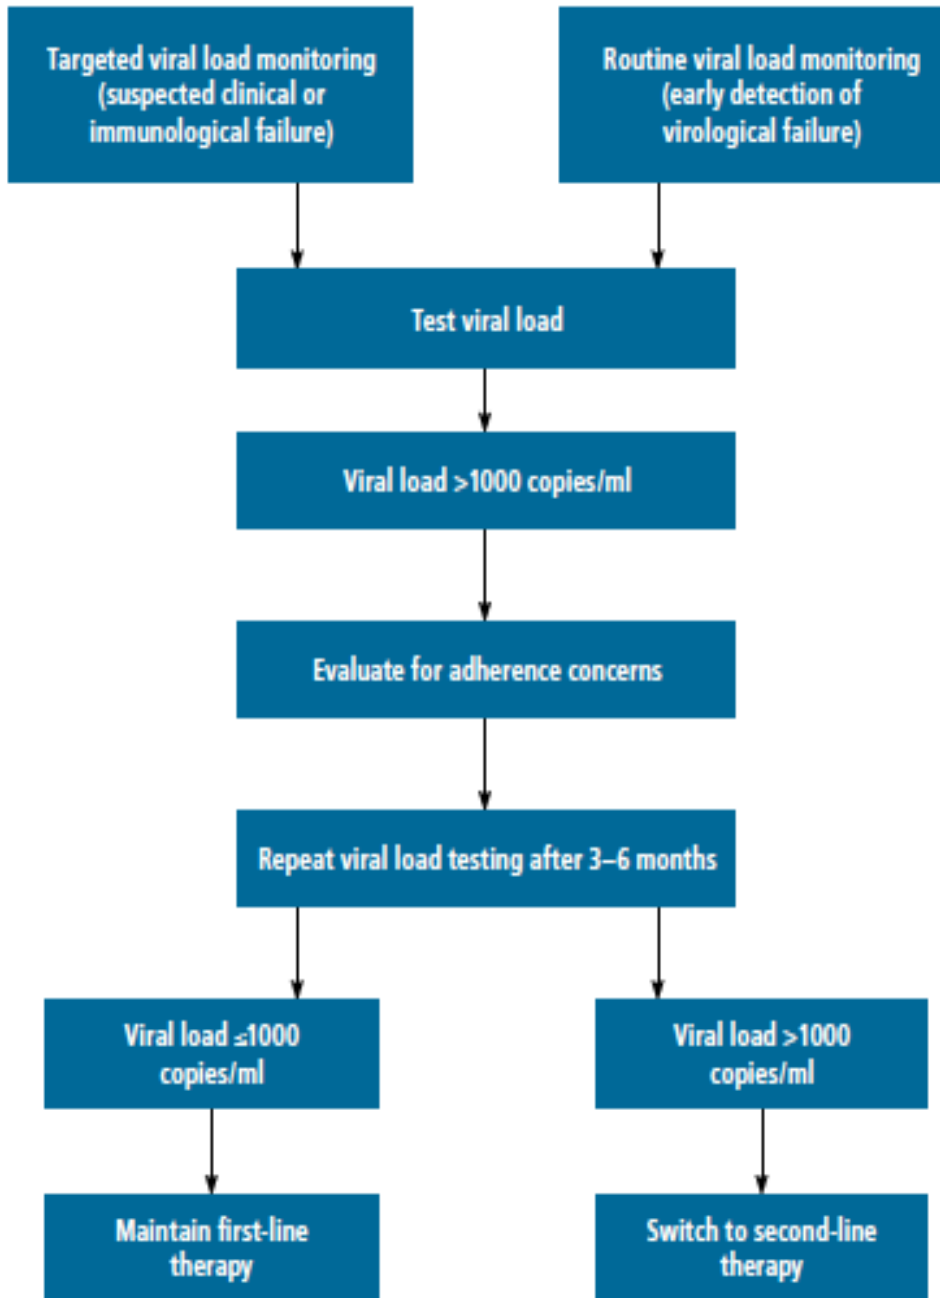 Targeted viral load monitoring
(suspected clinical or
immunological failure)
Routine viral load monitoring
(early detection of
virological failure)
Test viral load
Viral load >1000 copies/ml
Evaluate for adherence concerns
Repeat viral load testing after 3–6 months
Viral load ≤1000
copies/ml
Viral load >1000
copies/ml
Maintain first-line
therapy
Switch to second-line
therapy